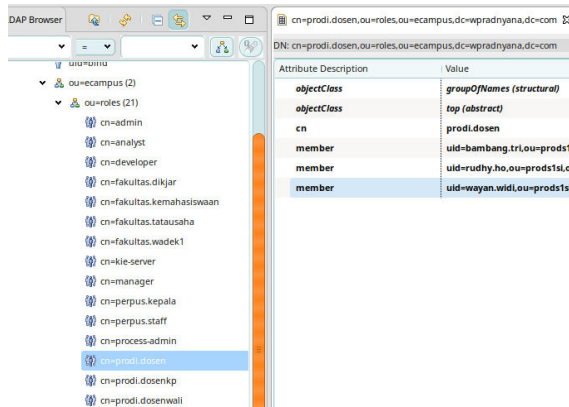 DAP Browser
=
uid=bind
ou=ecampus (2)
ou=roles (21)
cn=admin
cn=analyst
cn=developer
cn=fakultas.dikjar
cn=fakultas.kemahasiswaan
cn=fakultas.tatausaha
cn=fakultas.wadek1
cn=kie-server
cn=manager
cn=perpus.kepala
cn=perpus.staff
cn=process-admin
cn=prodi.dosen
cn=prodi.dosenkp
cn=prodi.dosenwali
cn=prodi.dosen,ou=roles,ou=ecampus,dc=wpradnyana,dc=com
DN: cn=prodi.dosen,ou=roles,ou=ecampus,dc=wpradnyana,dc=com
Attribute Description Value
objectClass groupOfNames (structural)
objectClass top (abstract)
cn prodi.dosen
member uid=bambang.tri,ou=prods1
member uid=rudhy.ho,ou=prods1si,o
member uid=wayan.widi,ou=prods1s